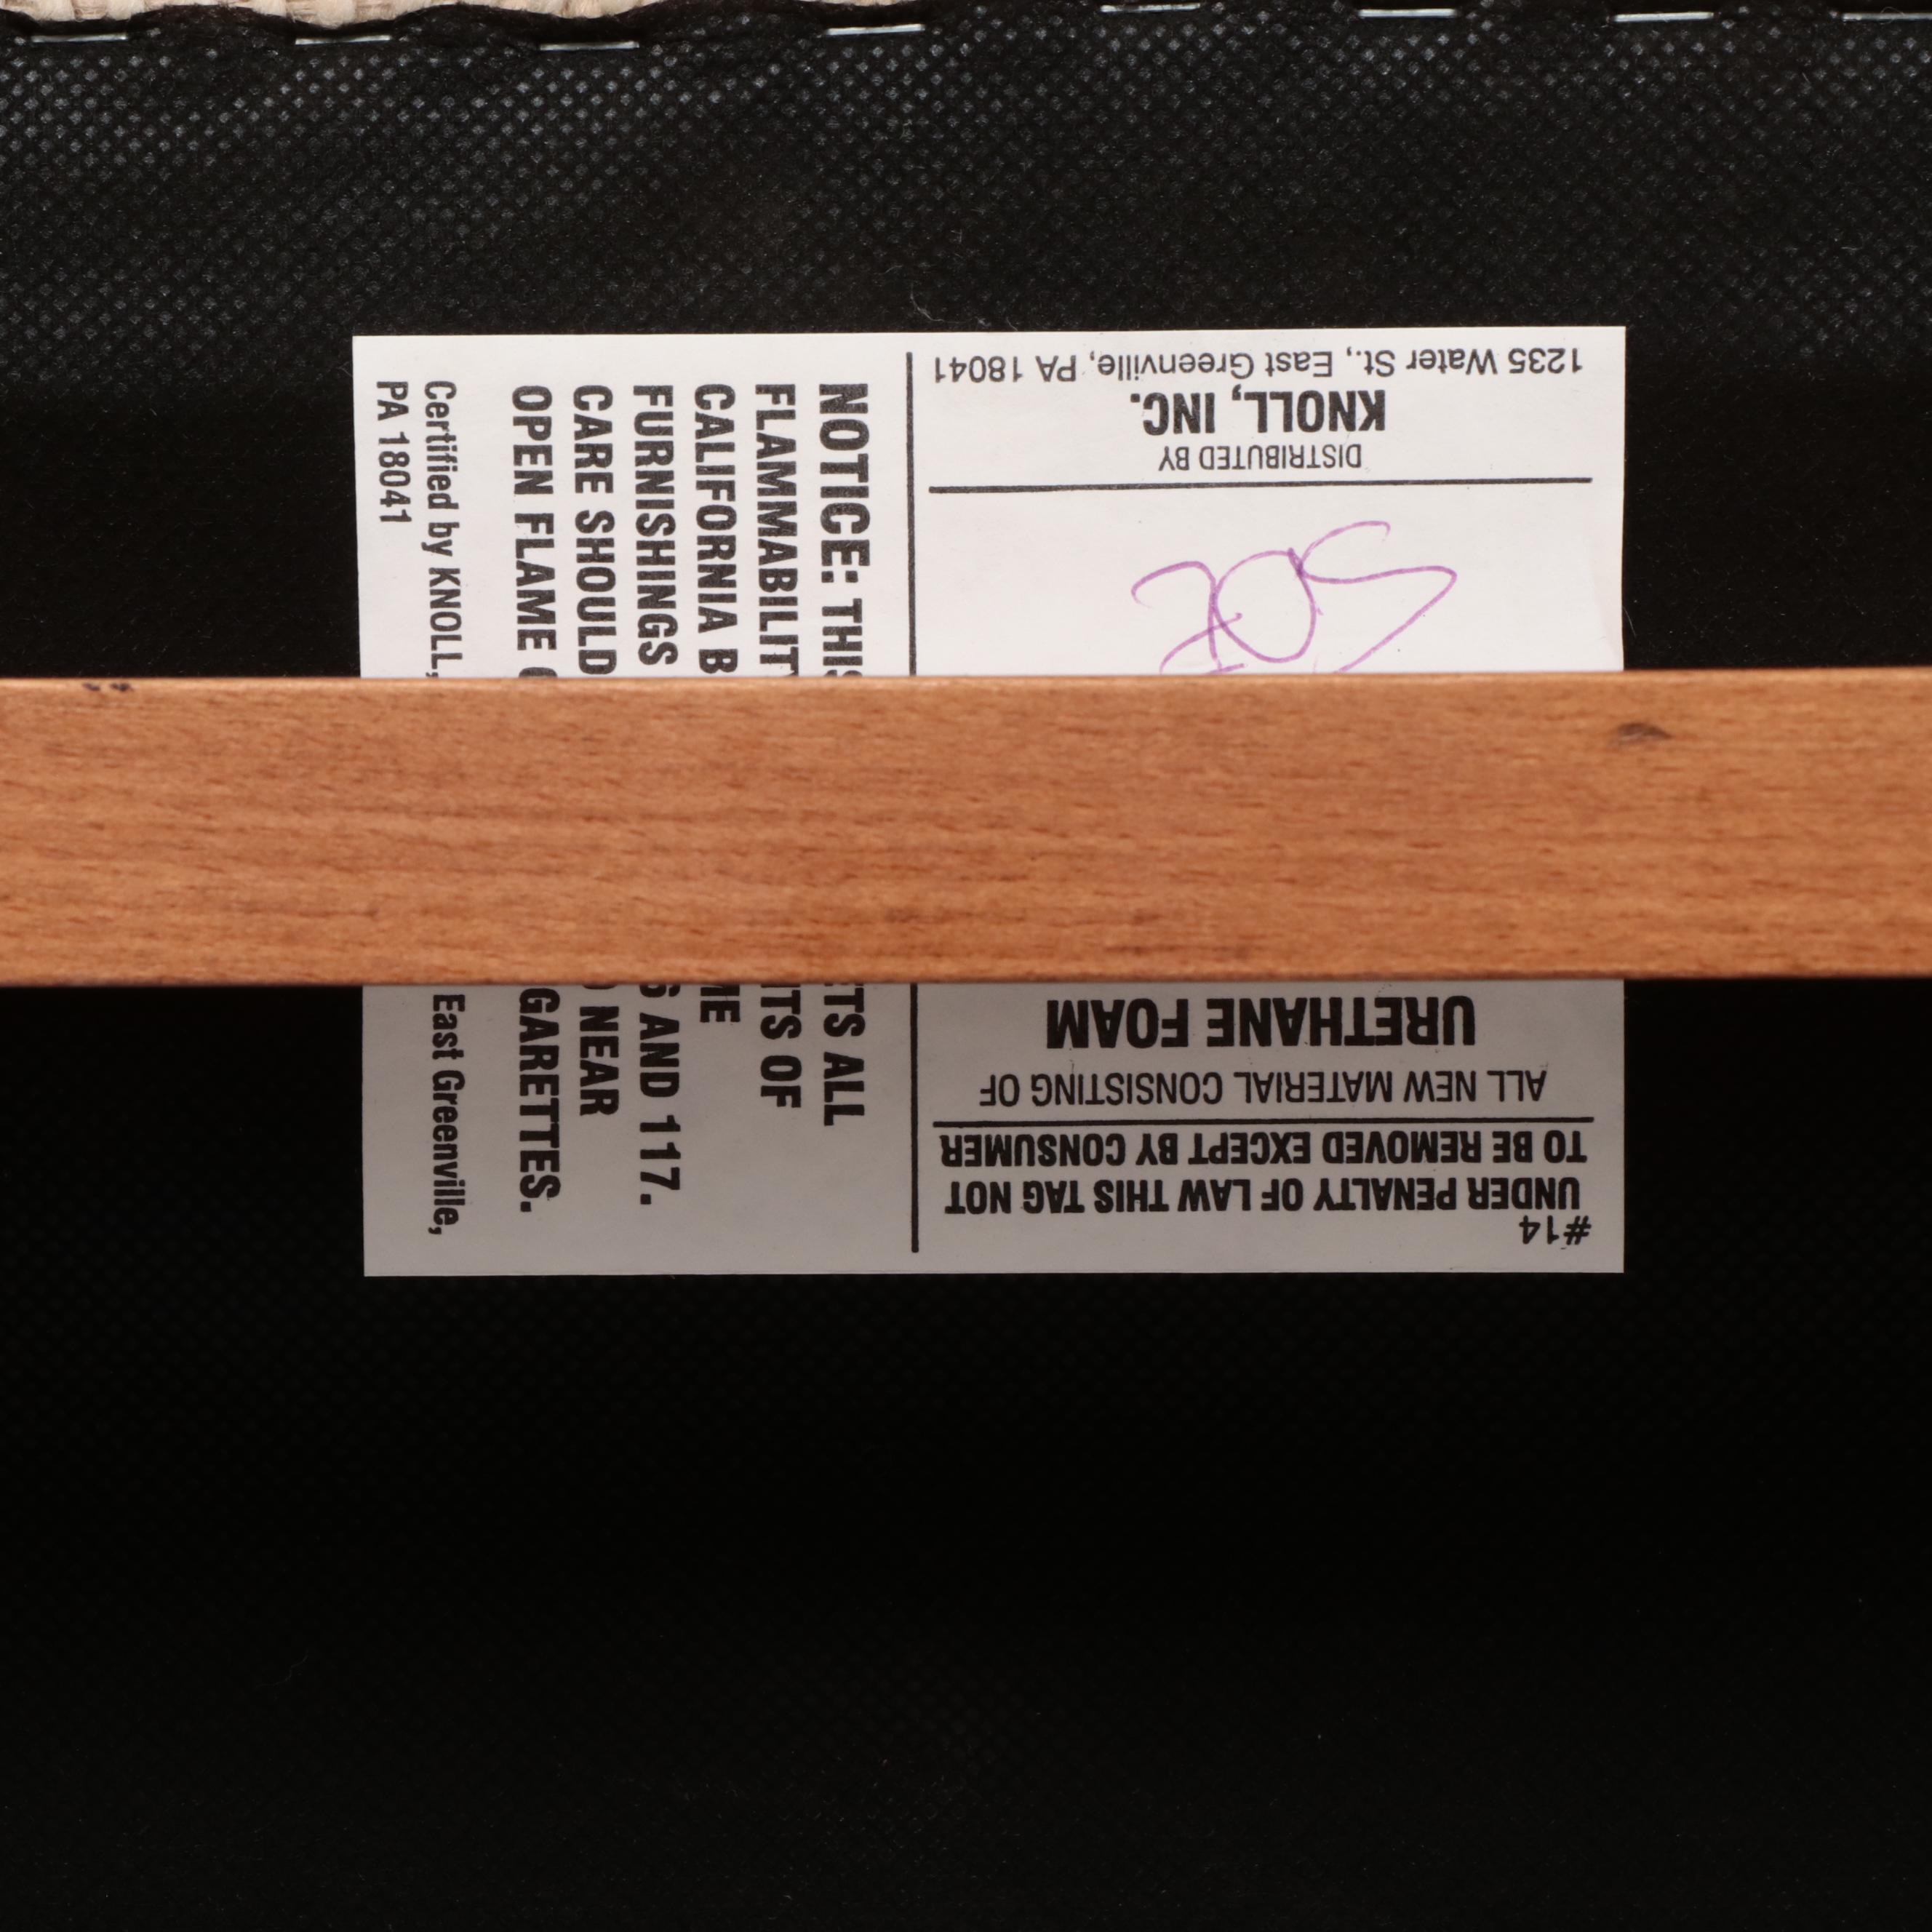 #14
UNDER PENALTY OF LAW THIS TAG NOT
TO BE REMOVED EXCEPT BY CONSUMER
ALL NEW MATERIAL CONSISTING OF
URETHANE FOAM
DISTRIBUTED BY
KNOLL, INC.
1235 Water St., East Greenville, PA 18041
NOTICE: THIS ETS ALL
FLAMMABILIT TS OF
CALIFORNIA B ME
FURNISHINGS S AND 117.
CARE SHOULD NEAR
OPEN FLAME GARETTES.
Certified by KNOLL, East Greenville,
PA 18041